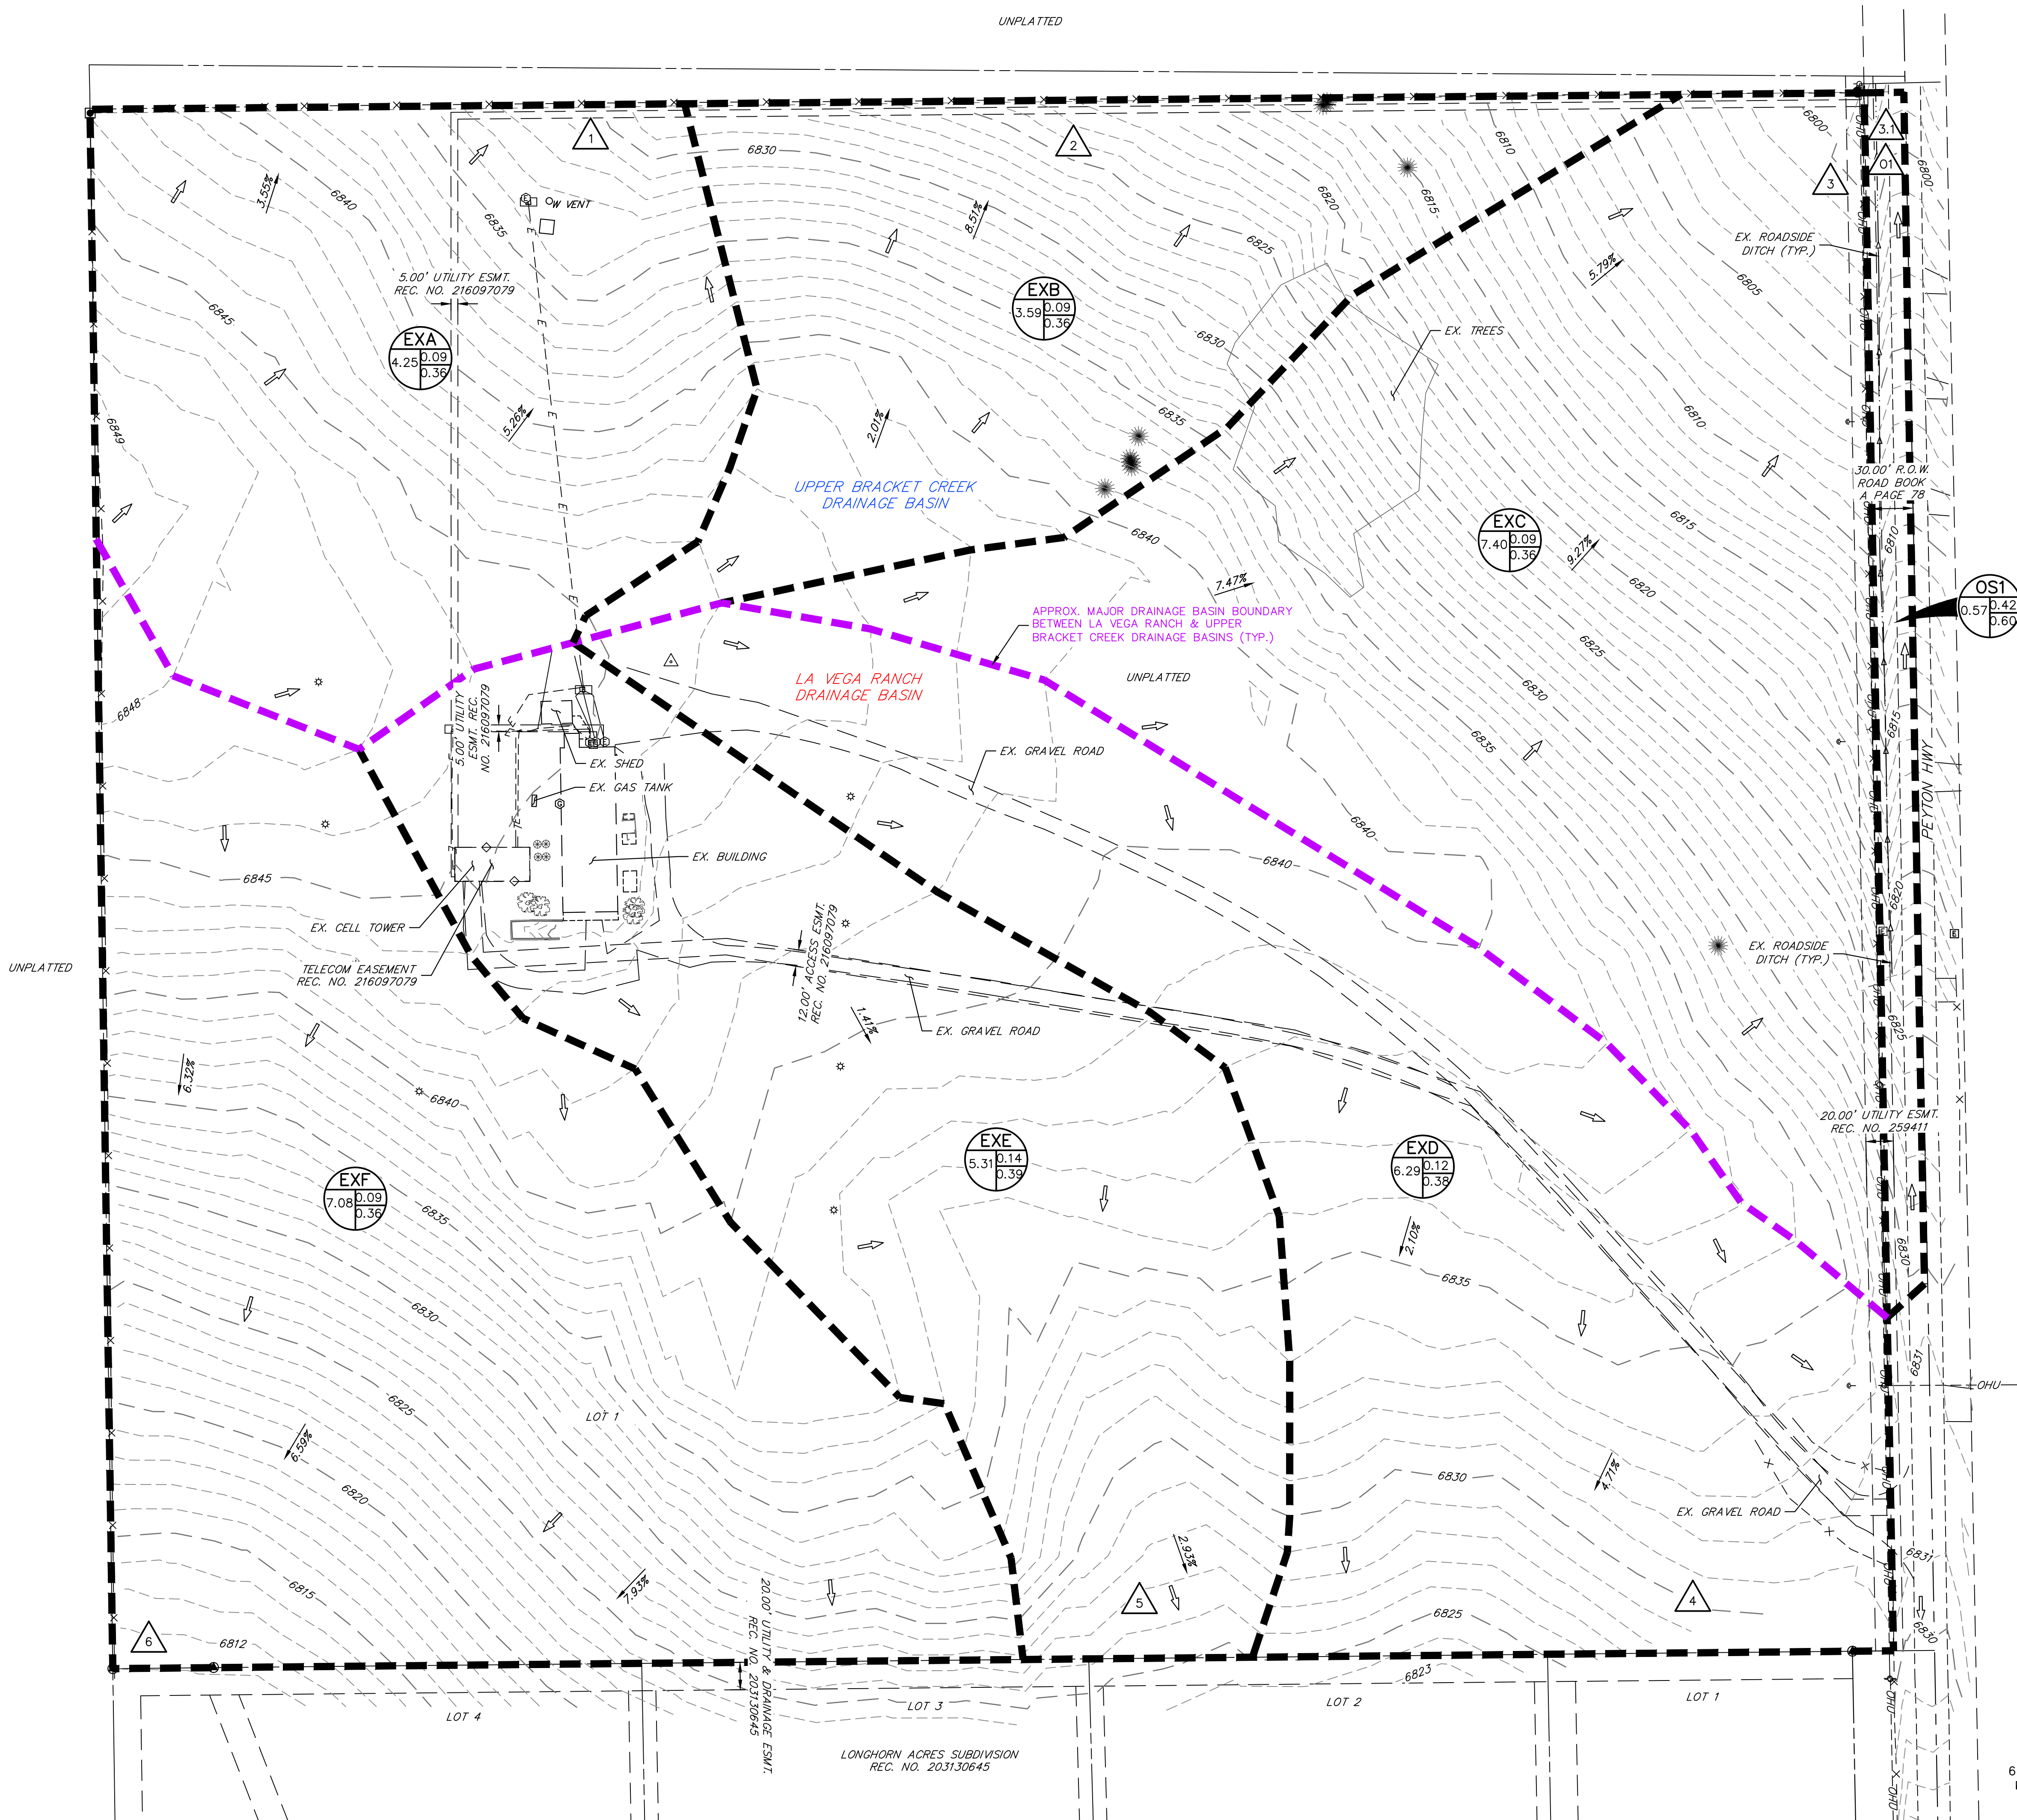 UNPLATTED
6830
6840
3.55%
6835
W VENT
5.00' UTILITY ESMT.
REC. NO. 216097079
6845
EXA
4.25
0.09
0.36
5.26%
6849
1
2
8.51%
EXB
3.59
0.09
0.36
6825
6820
6815
6810
6800
3.1
01
3
6800
EX. ROADSIDE
DITCH (TYP.)
5.79%
6805
6830
EX. TREES
6835
2.01%
6810
30.00' R.O.W.
ROAD BOOK
A PAGE 78
UPPER BRACKET CREEK
DRAINAGE BASIN
6840
EXC
7.40
0.09
0.36
6815
6810
9.27%
7.47%
6820
OS1
0.57
0.42
0.60
APPROX. MAJOR DRAINAGE BASIN BOUNDARY
BETWEEN LA VEGA RANCH & UPPER
BRACKET CREEK DRAINAGE BASINS (TYP.)
6825
LA VEGA RANCH
DRAINAGE BASIN
UNPLATTED
6830
6848
5.00' UTILITY
ESMT. REC.
NO. 216097079
6835
6815
PEYTON HWY
EX. GRAVEL ROAD
EX. SHED
EX. GAS TANK
6840
6840
EX. BUILDING
6845
6820
EX. CELL TOWER
12.00' ACCESS ESMT.
REC. NO. 216097079
EX. ROADSIDE
DITCH (TYP.)
UNPLATTED
TELECOM EASEMENT
REC. NO. 216097079
1.41%
EX. GRAVEL ROAD
6825
6.32%
6840
20.00' UTILITY ESMT.
REC. NO. 259411
EXE
5.31
0.14
0.39
EXD
6.29
0.12
0.38
EXF
7.08
0.09
0.36
6835
2.10%
6830
6835
6830
6831
OHU
6825
LOT 1
6.59%
6830
4.71%
6820
EX. GRAVEL ROAD
2.93%
6831
6815
7.93%
20.00' UTILITY & DRAINAGE ESMT.
REC. NO. 203130645
5
4
6825
6830
6
6812
6823
LOT 4
LOT 3
LOT 2
LOT 1
LONGHORN ACRES SUBDIVISION
REC. NO. 203130645
OHU
6